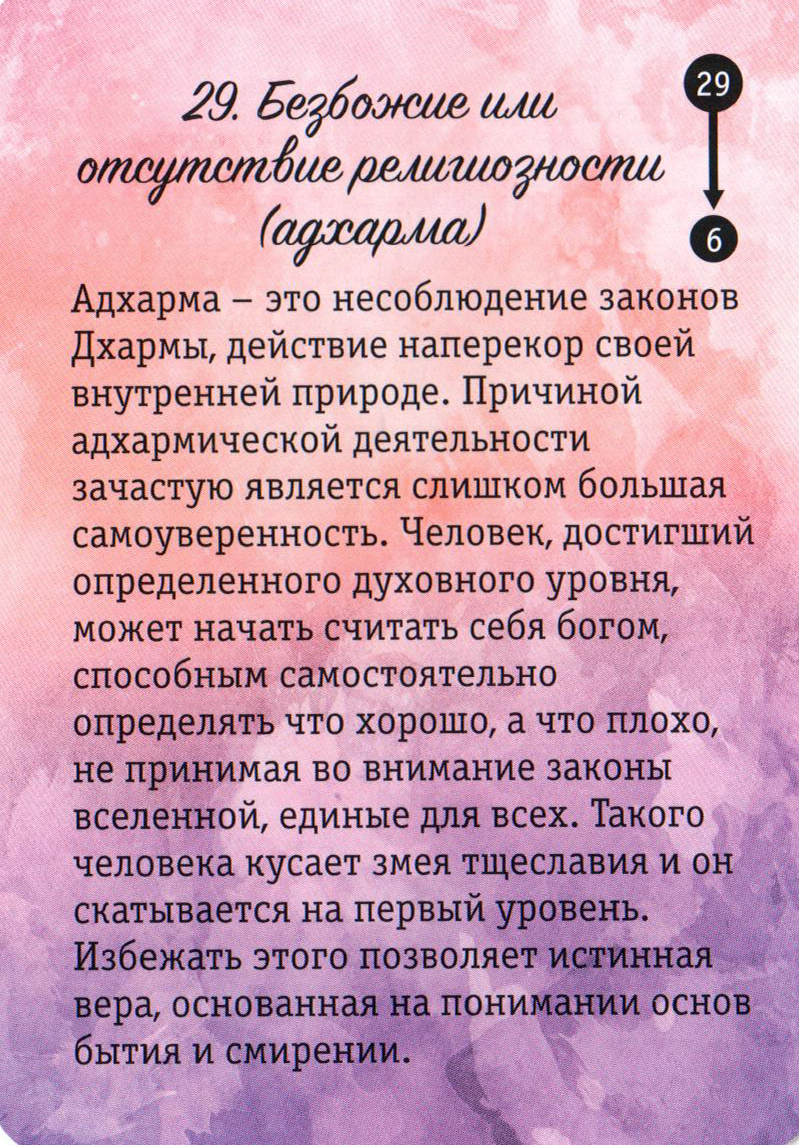 29. Безбожие или
отсутствие религиозности
(адхарма)
29
6
Адхарма – это несоблюдение законов
Дхармы, действие наперекор своей
внутренней природе. Причиной
адхармической деятельности
зачастую является слишком большая
самоуверенность. Человек, достигший
определенного духовного уровня,
может начать считать себя богом,
способным самостоятельно
определять что хорошо, а что плохо,
не принимая во внимание законы
вселенной, единые для всех. Такого
человека кусает змея тщеславия и он
скатывается на первый уровень.
Избежать этого позволяет истинная
вера, основанная на понимании основ
бытия и смирении.